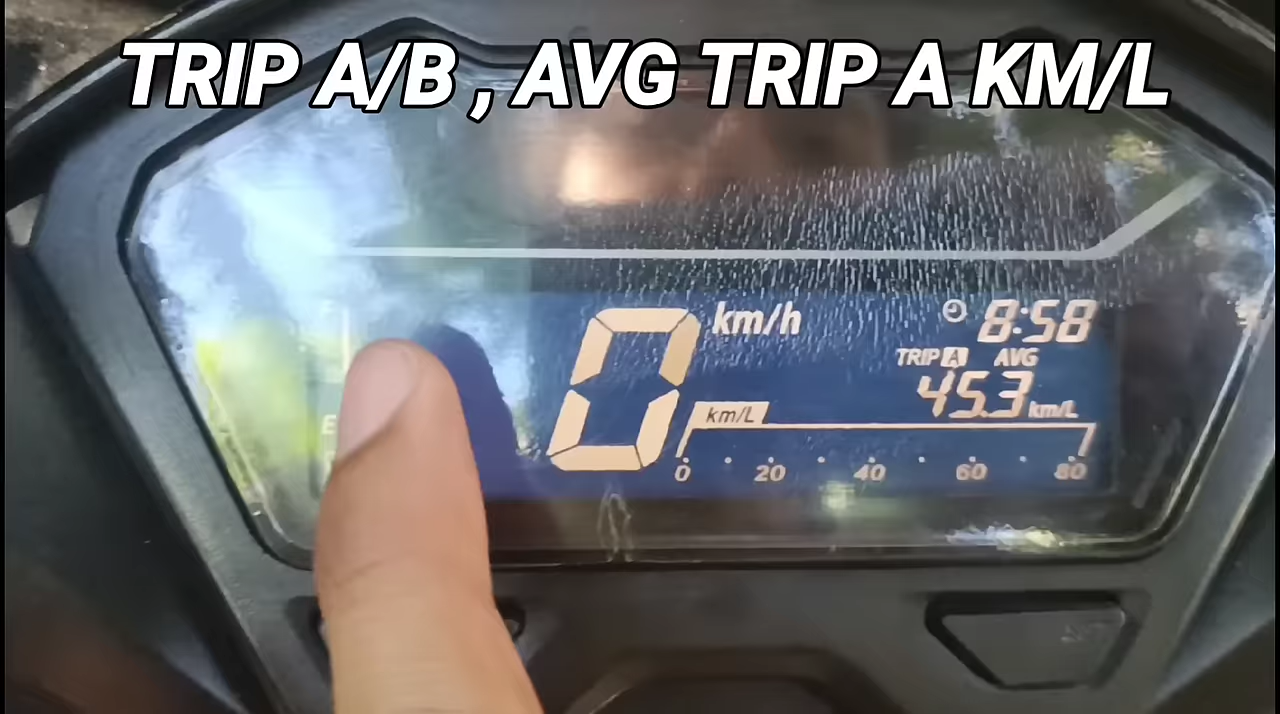 TRIP A/B , AVG TRIP A KM/L
0 km/h
8:58
TRIP A AVG
45.3 km/L
km/L
0 20 40 60 80
E